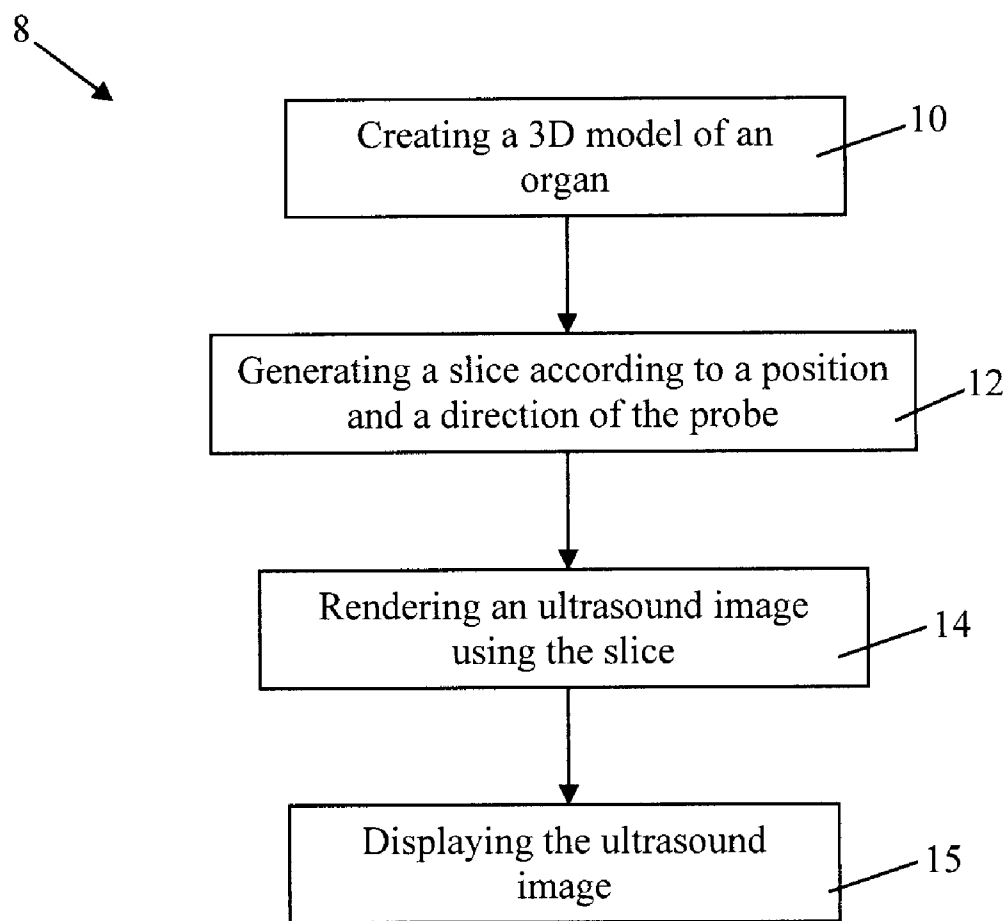 8
Creating a 3D model of an
organ
10
Generating a slice according to a position
and a direction of the probe
12
Rendering an ultrasound image
using the slice
14
Displaying the ultrasound
image
15